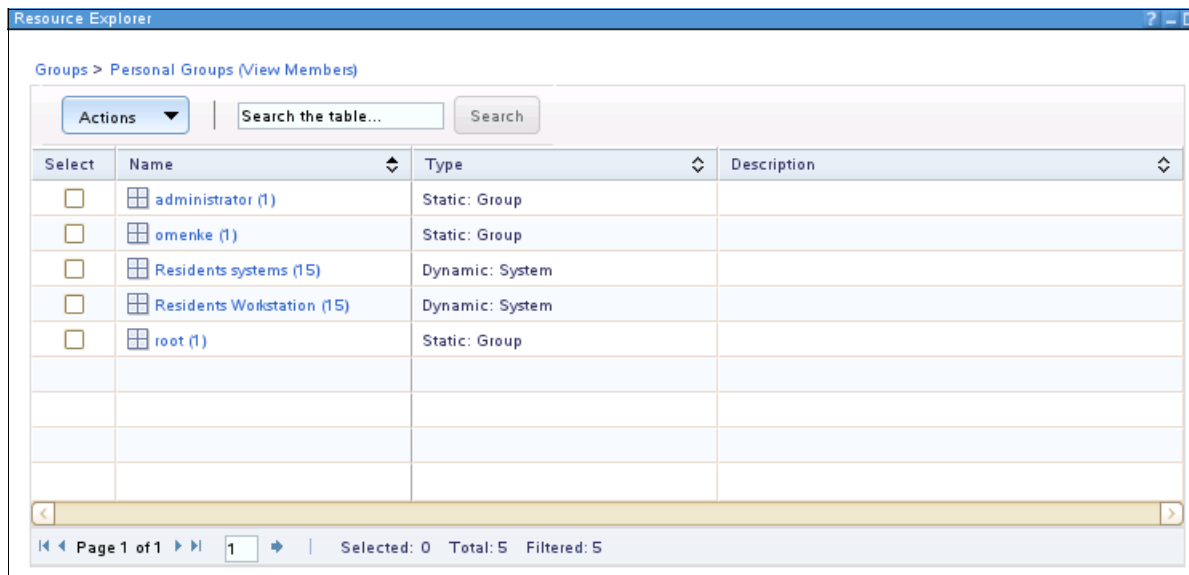 Resource Explorer ?
Groups > Personal Groups (View Members)
Actions Search the table... Search
Select Name Type Description
administrator (1) Static: Group
omenke (1) Static: Group
Residents systems (15) Dynamic: System
Residents Workstation (15) Dynamic: System
root (1) Static: Group
Page 1 of 1 1 Selected: 0 Total: 5 Filtered: 5